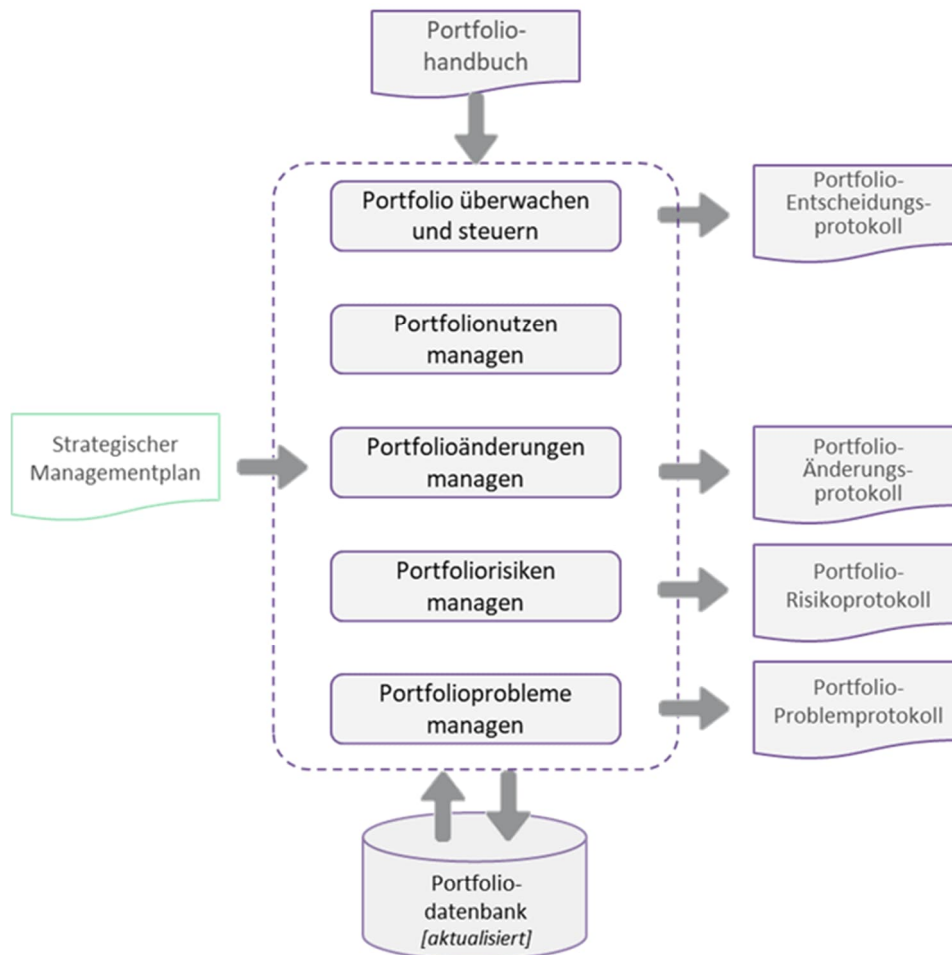 Portfolio-
handbuch
Portfolio überwachen
und steuern
Portfolio-
Entscheidungs-
protokoll
Portfolionutzen
managen
Strategischer
Managementplan
Portfolioänderungen
managen
Portfolio-
Änderungs-
protokoll
Portfoliorisiken
managen
Portfolio-
Risikoprotokoll
Portfolioprobleme
managen
Portfolio-
Problemprotokoll
Portfolio-
datenbank
[aktualisiert]